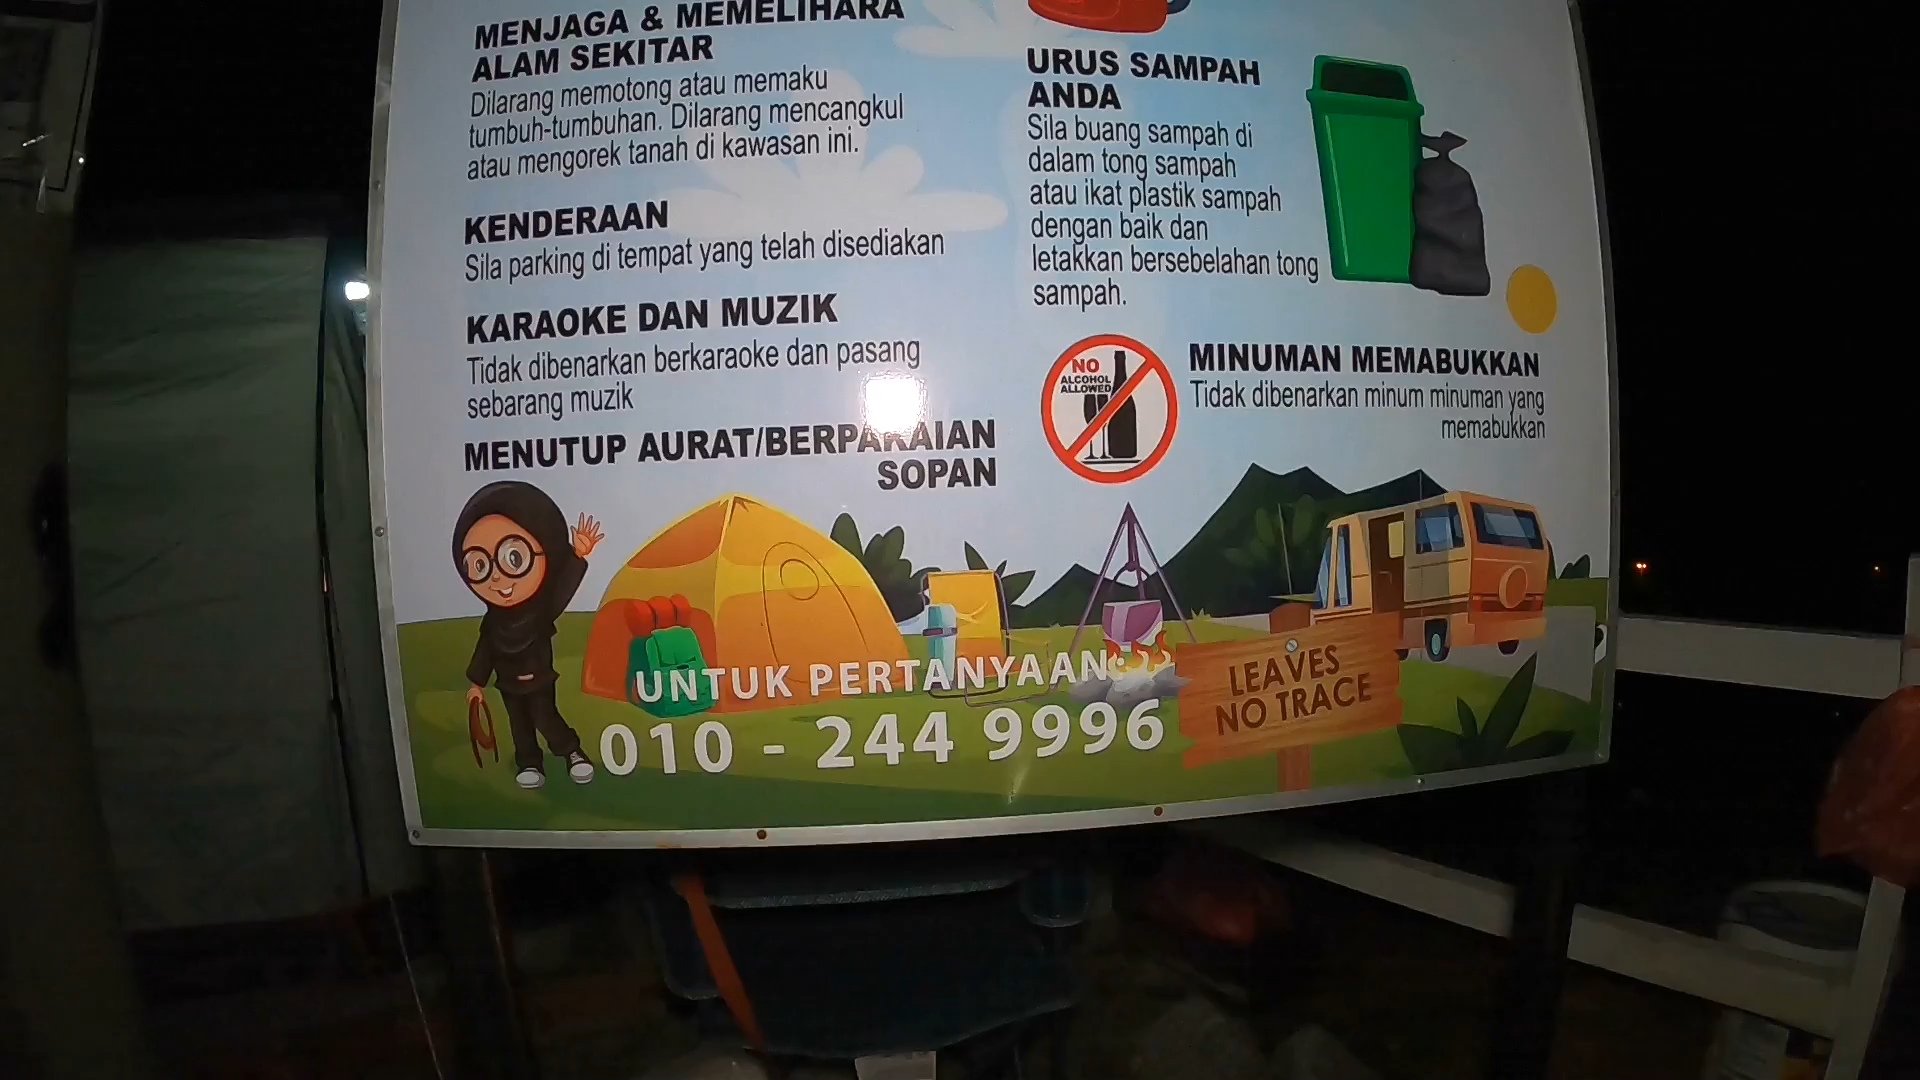 MENJAGA & MEMELIHARA
ALAM SEKITAR
Dilarang memotong atau memaku
tumbuh-tumbuhan. Dilarang mencangkul
atau mengorek tanah di kawasan ini.
KENDERAAN
Sila parking di tempat yang telah disediakan
KARAOKE DAN MUZIK
Tidak dibenarkan berkaraoke dan pasang
sebarang muzik
MENUTUP AURAT/BERPAKAIAN
SOPAN
URUS SAMPAH
ANDA
Sila buang sampah di
dalam tong sampah
atau ikat plastik sampah
dengan baik dan
letakkan bersebelahan tong
sampah.
NO
ALCOHOL
ALLOWED
MINUMAN MEMABUKKAN
Tidak dibenarkan minum minuman yang
memabukkan
UNTUK PERTANYAAN:
010 - 244 9996
LEAVES
NO TRACE